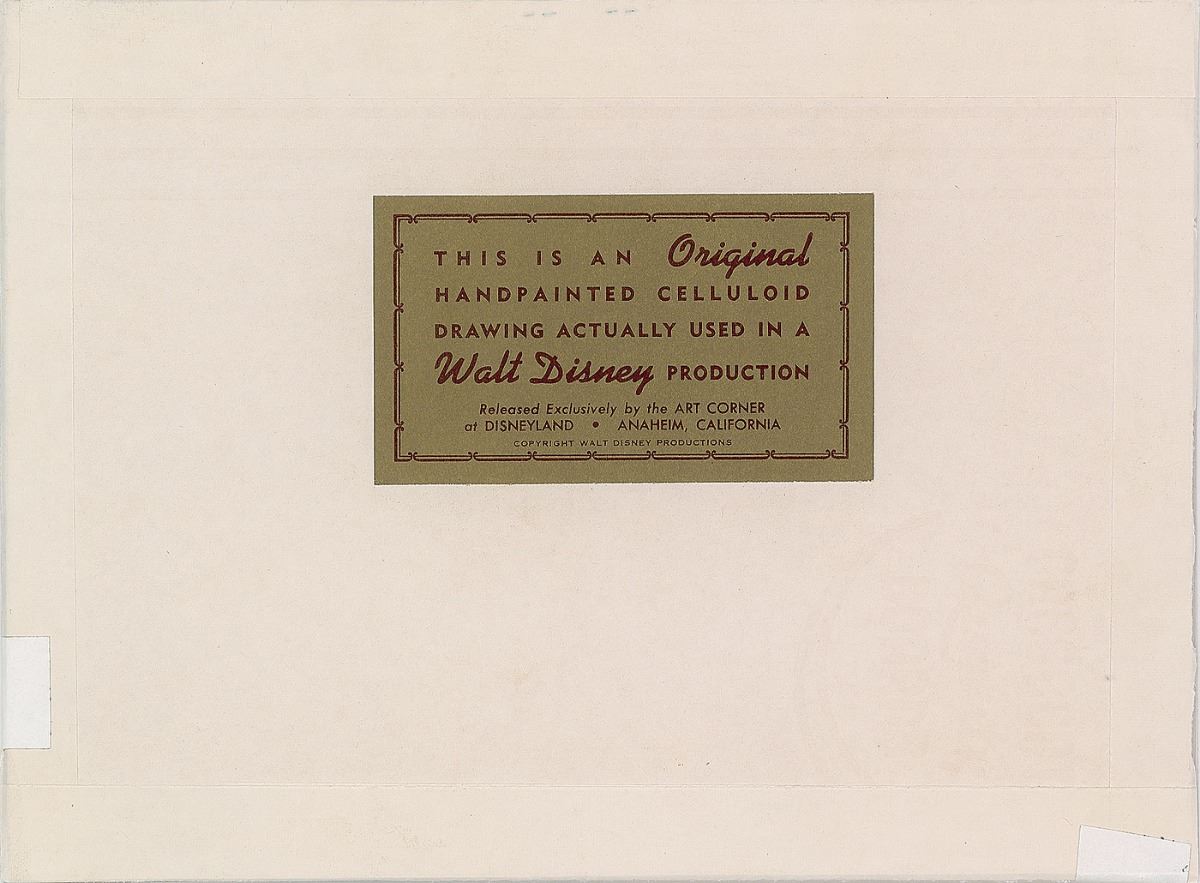 THIS IS AN Original
HANDPAINTED CELLULOID
DRAWING ACTUALLY USED IN A
Walt Disney PRODUCTION
Released Exclusively by the ART CORNER
at DISNEYLAND • ANAHEIM, CALIFORNIA
COPYRIGHT WALT DISNEY PRODUCTIONS